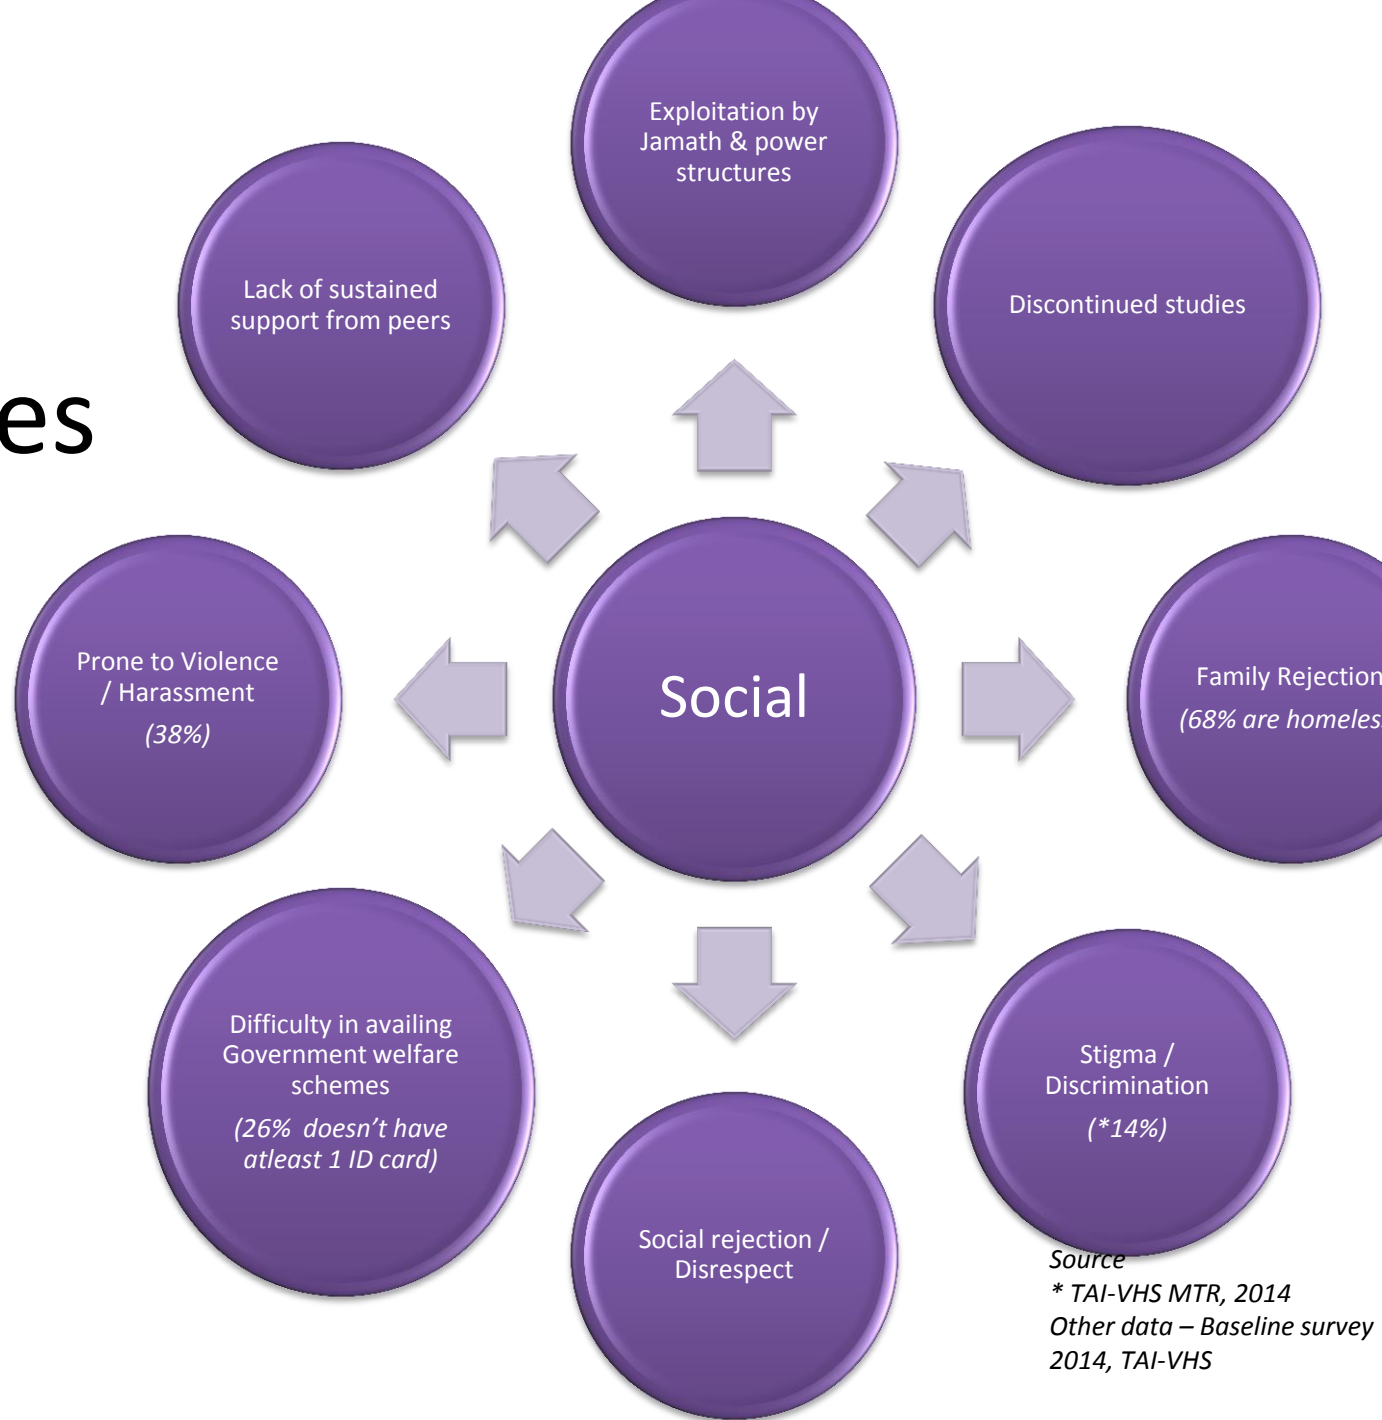 es
Exploitation by
Jamath & power
structures
Discontinued studies
Family Rejection
(68% are homeles
Stigma /
Discrimination
(*14%)
Social rejection /
Disrespect
Difficulty in availing
Government welfare
schemes
(26%  doesn’t have
atleast 1 ID card)
Prone to Violence
/ Harassment
(38%)
Lack of sustained
support from peers
Social
Source
* TAI-VHS MTR, 2014
Other data – Baseline survey
2014, TAI-VHS